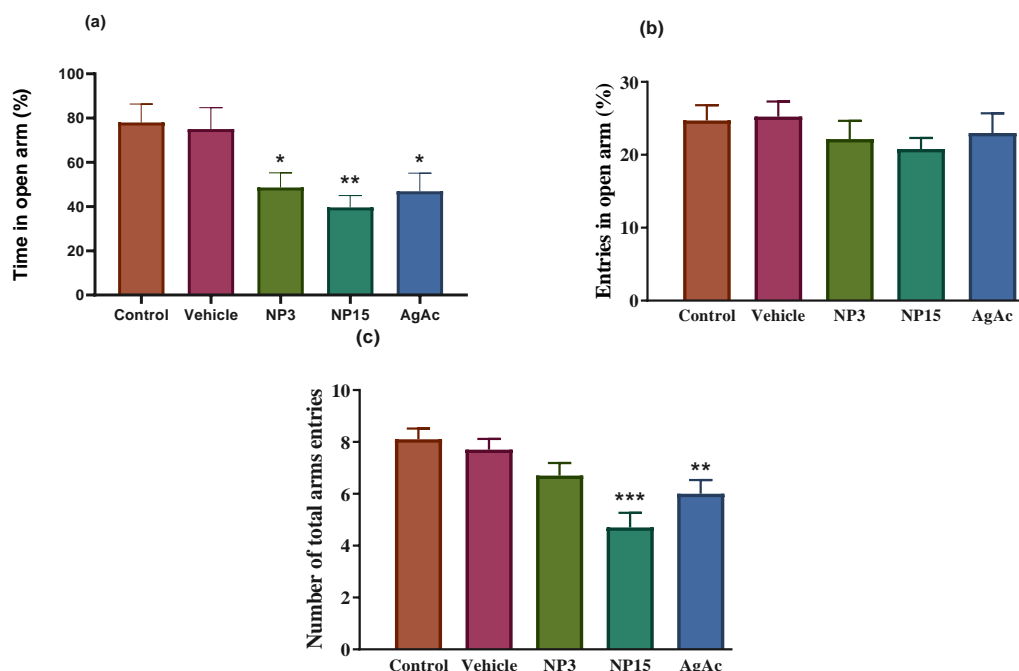 (a)
Time in open arm (%)
100
80
60
40
20
0
*
**
*
Control Vehicle NP3 NP15 AgAc
(b)
Entries in open arm (%)
30
20
10
0
Control Vehicle NP3 NP15 AgAc
(c)
Number of total arms entries
10
8
6
4
2
0
***
**
Control Vehicle NP3 NP15 AgAc